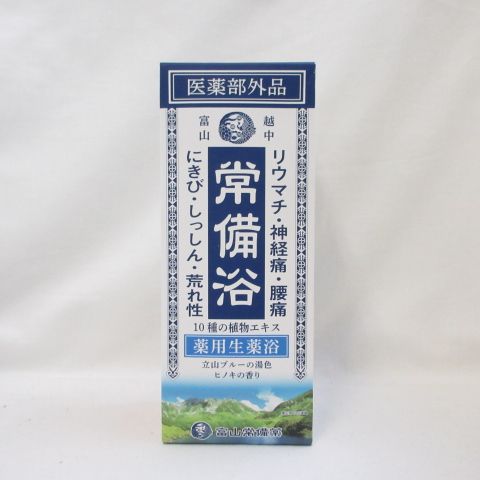 医薬部外品
越中
富山
リウマチ・神経痛・腰痛
常備浴
にきび・しっしん・荒れ性
10種の植物エキス
薬用生薬浴
立山ブルーの湯色
ヒノキの香り
富山常備薬